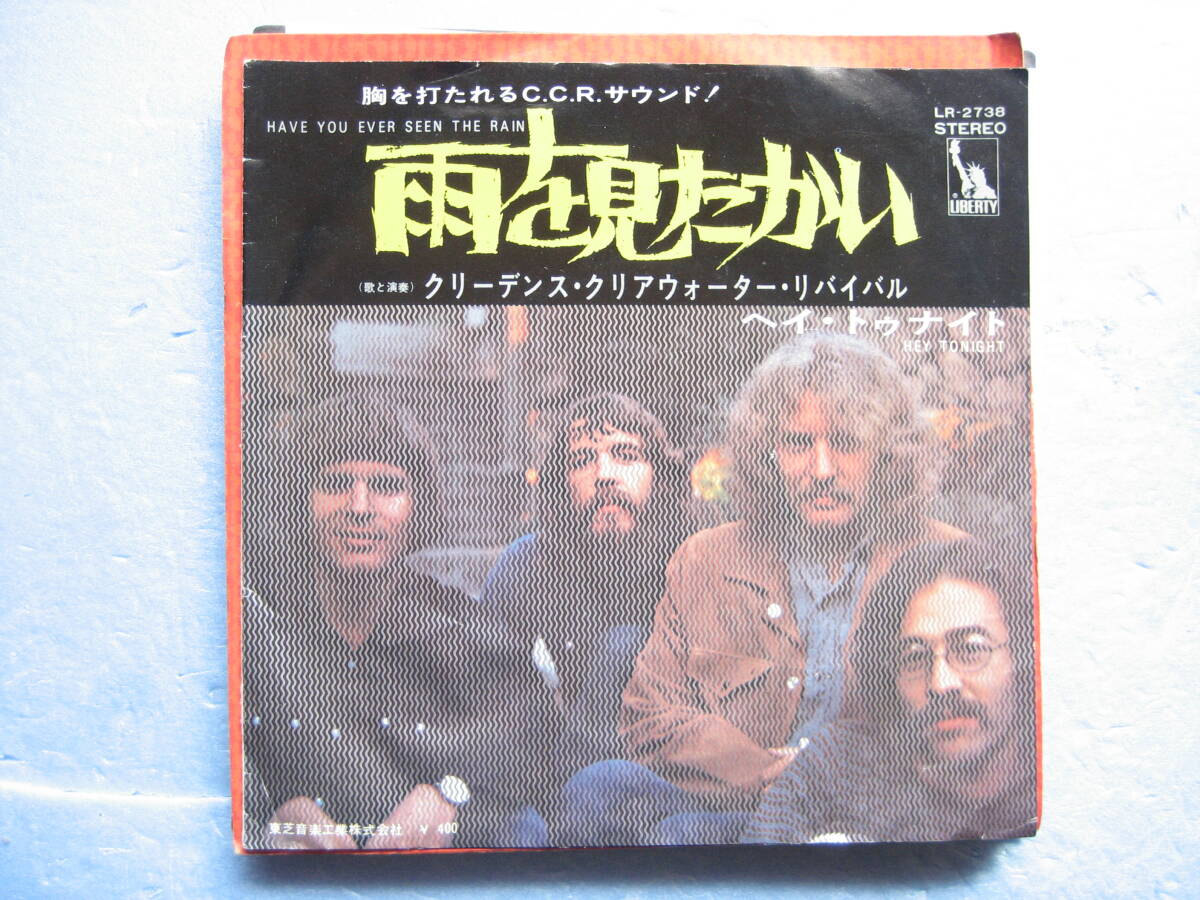 胸を打たれるC.C.R.サウンド!
HAVE YOU EVER SEEN THE RAIN
雨を見たかい
(歌と演奏) クリーデンス・クリアウォーター・リバイバル
LR-2738
STEREO
LIBERTY
ヘイ・トゥナイト
HEY TONIGHT
東芝音楽工業株式会社 ¥ 400